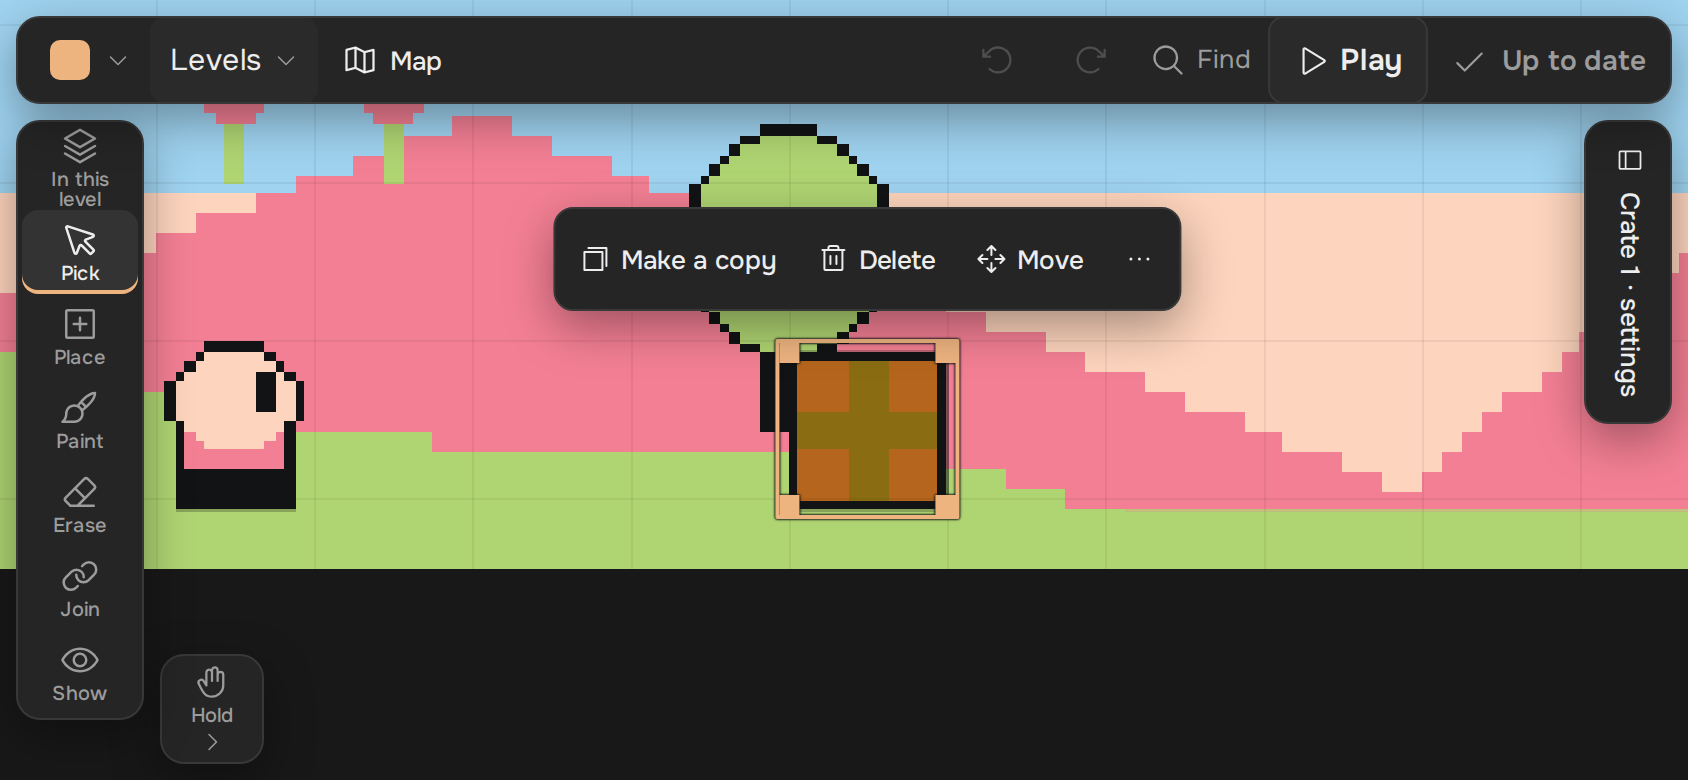 Levels
Map
Find
Play
Up to date
In this
level
Pick
Place
Paint
Erase
Join
Show
Make a copy
Delete
Move
Crate 1 · settings
Hold